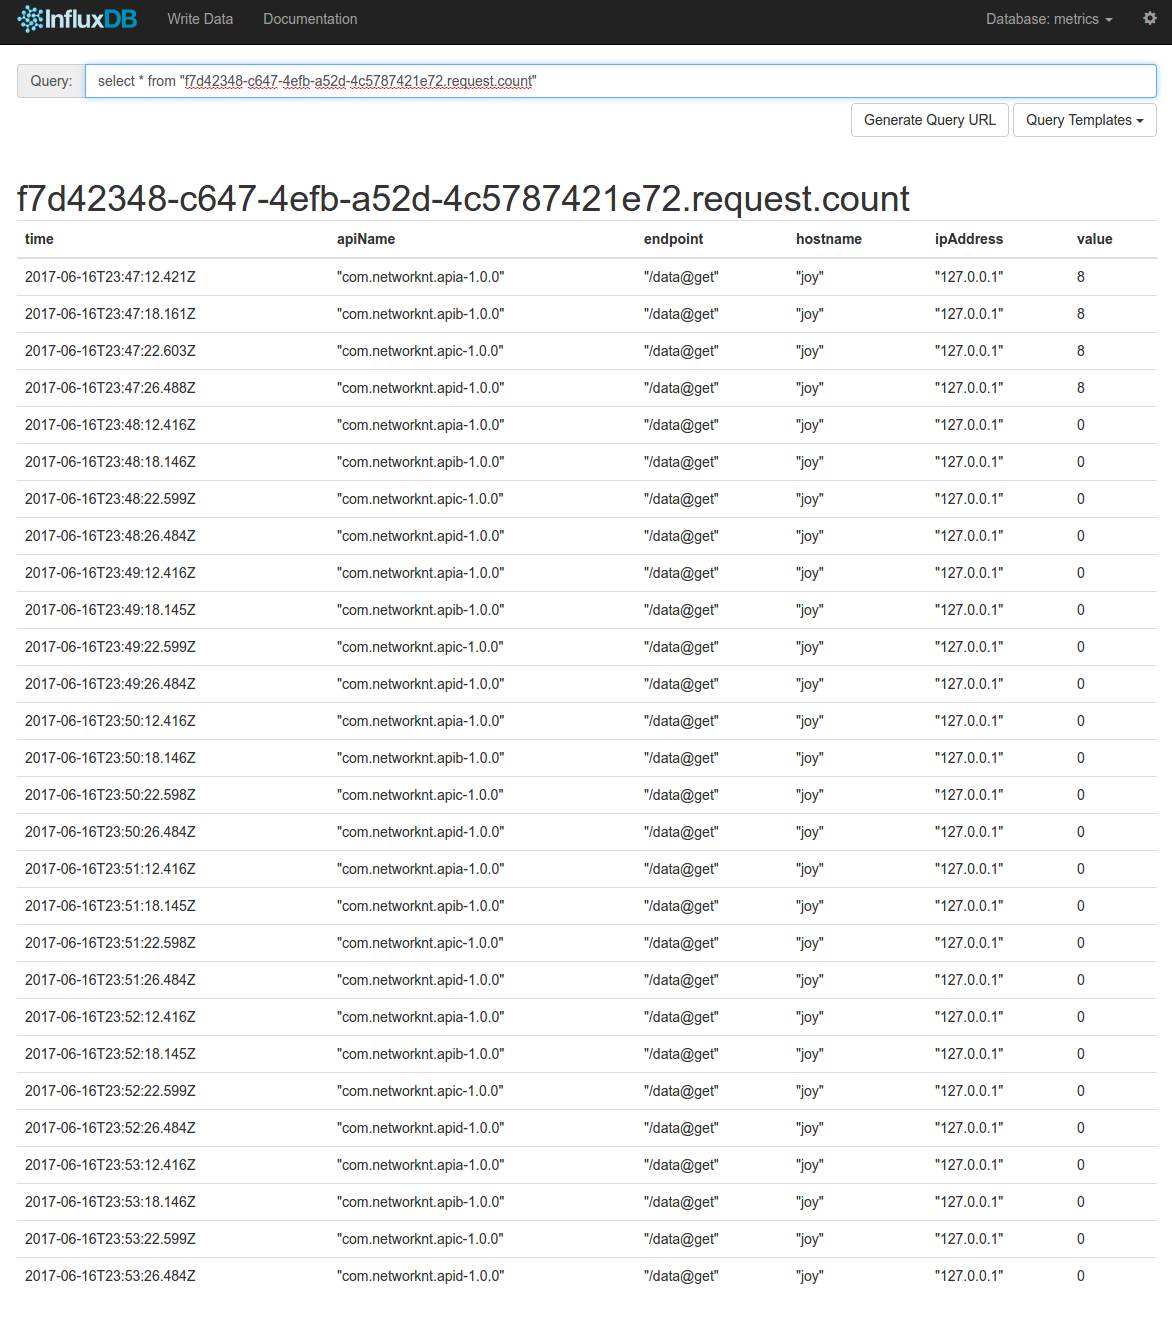 InfluxDB Write Data Documentation Database: metrics
Query: select * from "f7d42348-c647-4efb-a52d-4c5787421e72.request.count"
Generate Query URL Query Templates
f7d42348-c647-4efb-a52d-4c5787421e72.request.count
time apiName endpoint hostname ipAddress value
2017-06-16T23:47:12.421Z "com.networknt.apia-1.0.0" "/data@get" "joy" "127.0.0.1" 8
2017-06-16T23:47:18.161Z "com.networknt.apib-1.0.0" "/data@get" "joy" "127.0.0.1" 8
2017-06-16T23:47:22.603Z "com.networknt.apic-1.0.0" "/data@get" "joy" "127.0.0.1" 8
2017-06-16T23:47:26.488Z "com.networknt.apid-1.0.0" "/data@get" "joy" "127.0.0.1" 8
2017-06-16T23:48:12.416Z "com.networknt.apia-1.0.0" "/data@get" "joy" "127.0.0.1" 0
2017-06-16T23:48:18.146Z "com.networknt.apib-1.0.0" "/data@get" "joy" "127.0.0.1" 0
2017-06-16T23:48:22.599Z "com.networknt.apic-1.0.0" "/data@get" "joy" "127.0.0.1" 0
2017-06-16T23:48:26.484Z "com.networknt.apid-1.0.0" "/data@get" "joy" "127.0.0.1" 0
2017-06-16T23:49:12.416Z "com.networknt.apia-1.0.0" "/data@get" "joy" "127.0.0.1" 0
2017-06-16T23:49:18.145Z "com.networknt.apib-1.0.0" "/data@get" "joy" "127.0.0.1" 0
2017-06-16T23:49:22.599Z "com.networknt.apic-1.0.0" "/data@get" "joy" "127.0.0.1" 0
2017-06-16T23:49:26.484Z "com.networknt.apid-1.0.0" "/data@get" "joy" "127.0.0.1" 0
2017-06-16T23:50:12.416Z "com.networknt.apia-1.0.0" "/data@get" "joy" "127.0.0.1" 0
2017-06-16T23:50:18.146Z "com.networknt.apib-1.0.0" "/data@get" "joy" "127.0.0.1" 0
2017-06-16T23:50:22.598Z "com.networknt.apic-1.0.0" "/data@get" "joy" "127.0.0.1" 0
2017-06-16T23:50:26.484Z "com.networknt.apid-1.0.0" "/data@get" "joy" "127.0.0.1" 0
2017-06-16T23:51:12.416Z "com.networknt.apia-1.0.0" "/data@get" "joy" "127.0.0.1" 0
2017-06-16T23:51:18.145Z "com.networknt.apib-1.0.0" "/data@get" "joy" "127.0.0.1" 0
2017-06-16T23:51:22.598Z "com.networknt.apic-1.0.0" "/data@get" "joy" "127.0.0.1" 0
2017-06-16T23:51:26.484Z "com.networknt.apid-1.0.0" "/data@get" "joy" "127.0.0.1" 0
2017-06-16T23:52:12.416Z "com.networknt.apia-1.0.0" "/data@get" "joy" "127.0.0.1" 0
2017-06-16T23:52:18.145Z "com.networknt.apib-1.0.0" "/data@get" "joy" "127.0.0.1" 0
2017-06-16T23:52:22.599Z "com.networknt.apic-1.0.0" "/data@get" "joy" "127.0.0.1" 0
2017-06-16T23:52:26.484Z "com.networknt.apid-1.0.0" "/data@get" "joy" "127.0.0.1" 0
2017-06-16T23:53:12.416Z "com.networknt.apia-1.0.0" "/data@get" "joy" "127.0.0.1" 0
2017-06-16T23:53:18.146Z "com.networknt.apib-1.0.0" "/data@get" "joy" "127.0.0.1" 0
2017-06-16T23:53:22.599Z "com.networknt.apic-1.0.0" "/data@get" "joy" "127.0.0.1" 0
2017-06-16T23:53:26.484Z "com.networknt.apid-1.0.0" "/data@get" "joy" "127.0.0.1" 0